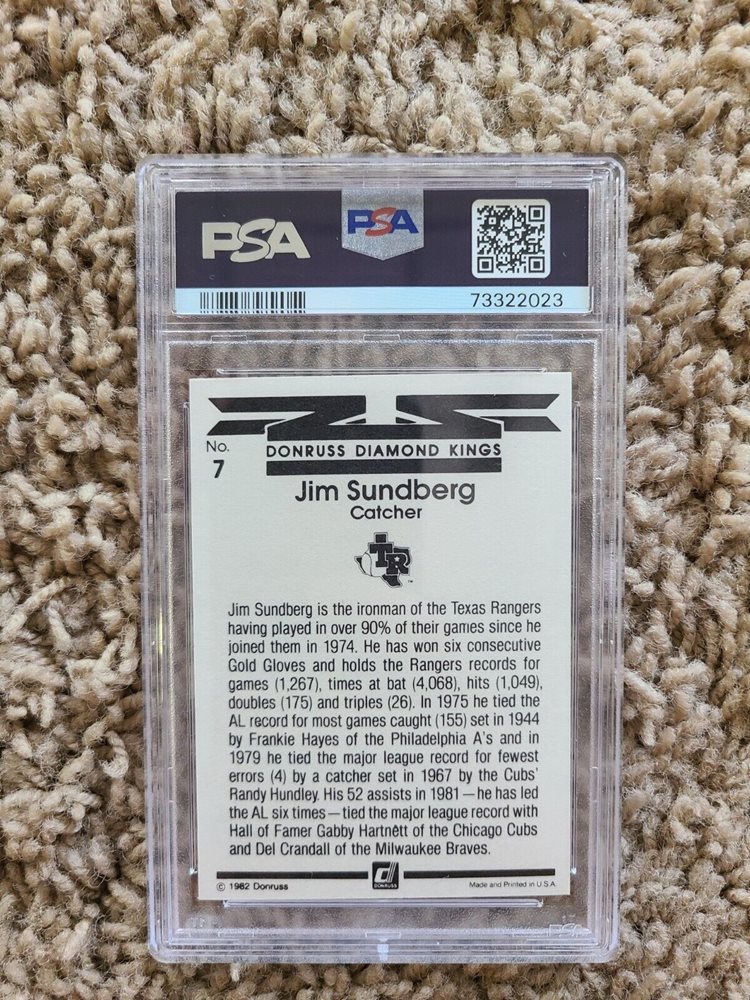 PSA
PSA
73322023
No.
7
DONRUSS DIAMOND KINGS
Jim Sundberg
Catcher
TR
TM
Jim Sundberg is the ironman of the Texas Rangers
having played in over 90% of their games since he
joined them in 1974. He has won six consecutive
Gold Gloves and holds the Rangers records for
games (1,267), times at bat (4,068), hits (1,049),
doubles (175) and triples (26). In 1975 he tied the
AL record for most games caught (155) set in 1944
by Frankie Hayes of the Philadelphia A's and in
1979 he tied the major league record for fewest
errors (4) by a catcher set in 1967 by the Cubs'
Randy Hundley. His 52 assists in 1981—he has led
the AL six times—tied the major league record with
Hall of Famer Gabby Hartnett of the Chicago Cubs
and Del Crandall of the Milwaukee Braves.
© 1982 Donruss
d
DONRUSS
Made and Printed in U.S.A.
PSA